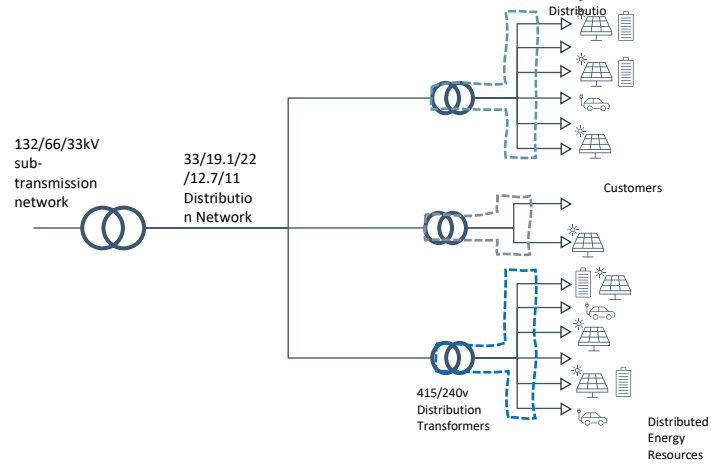 Distributio
132/66/33kV
sub-
transmission
network
33/19.1/22
/12.7/11
Distributio
n Network
Customers
415/240v
Distribution
Transformers
Distributed
Energy
Resources